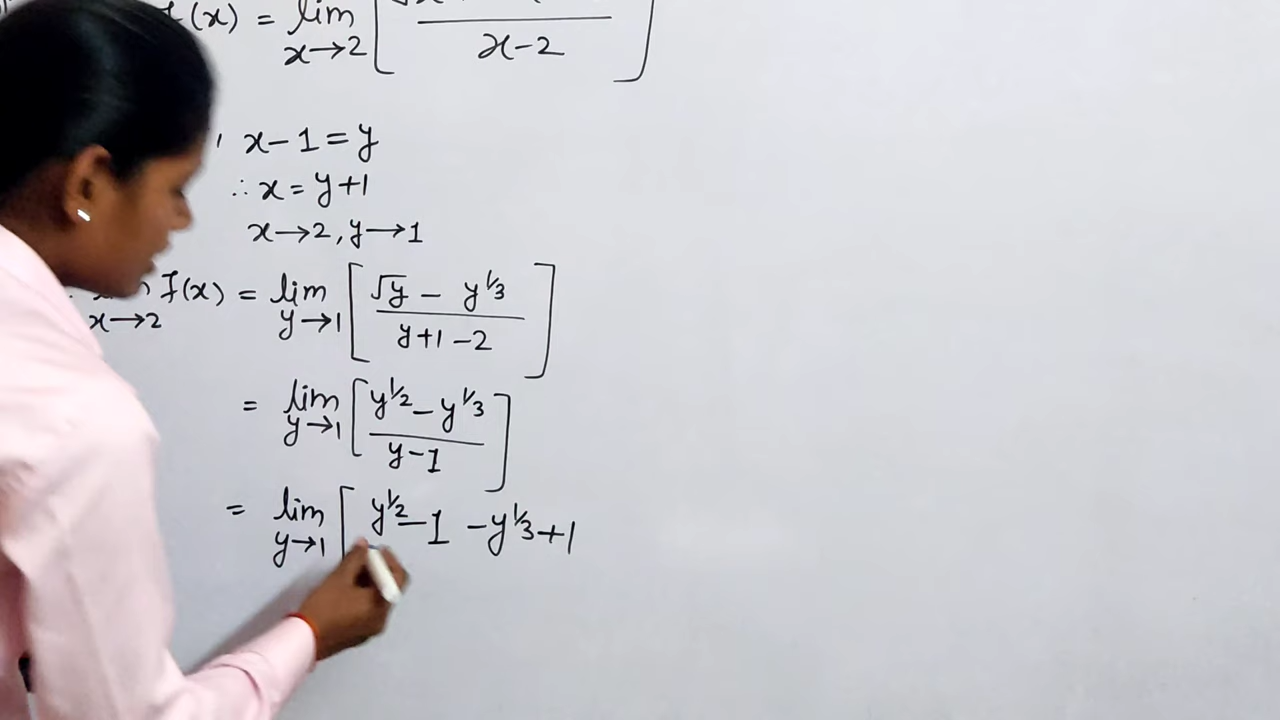 f(x) = lim
x→2 [ x-2 ]
x-1=y
∴ x = y+1
x→2, y→1
f(x) = lim [ √y - y^1/3 ]
x→2 y→1 y+1-2
= lim [ y^1/2 - y^1/3 ]
y→1 y-1
= lim [ y^1/2 - 1 - y^1/3 + 1
y→1